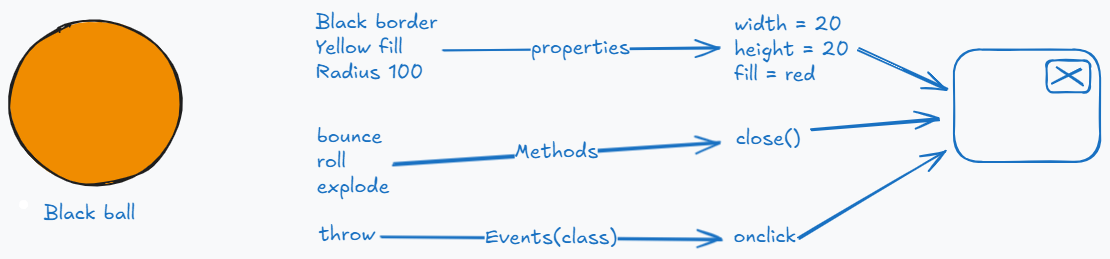 Black border
Yellow fill
Radius 100
properties
width = 20
height = 20
fill = red
bounce
roll
explode
Methods
close()
Black ball
throw
Events(class)
onclick